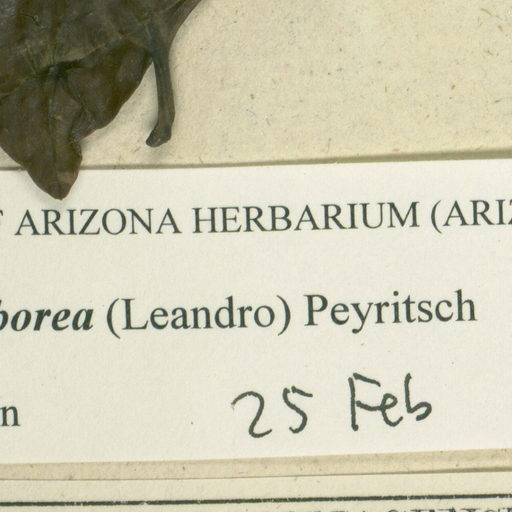 ARIZONA HERBARIUM (ARIZ
borea (Leandro) Peyritsch
n
25 Feb